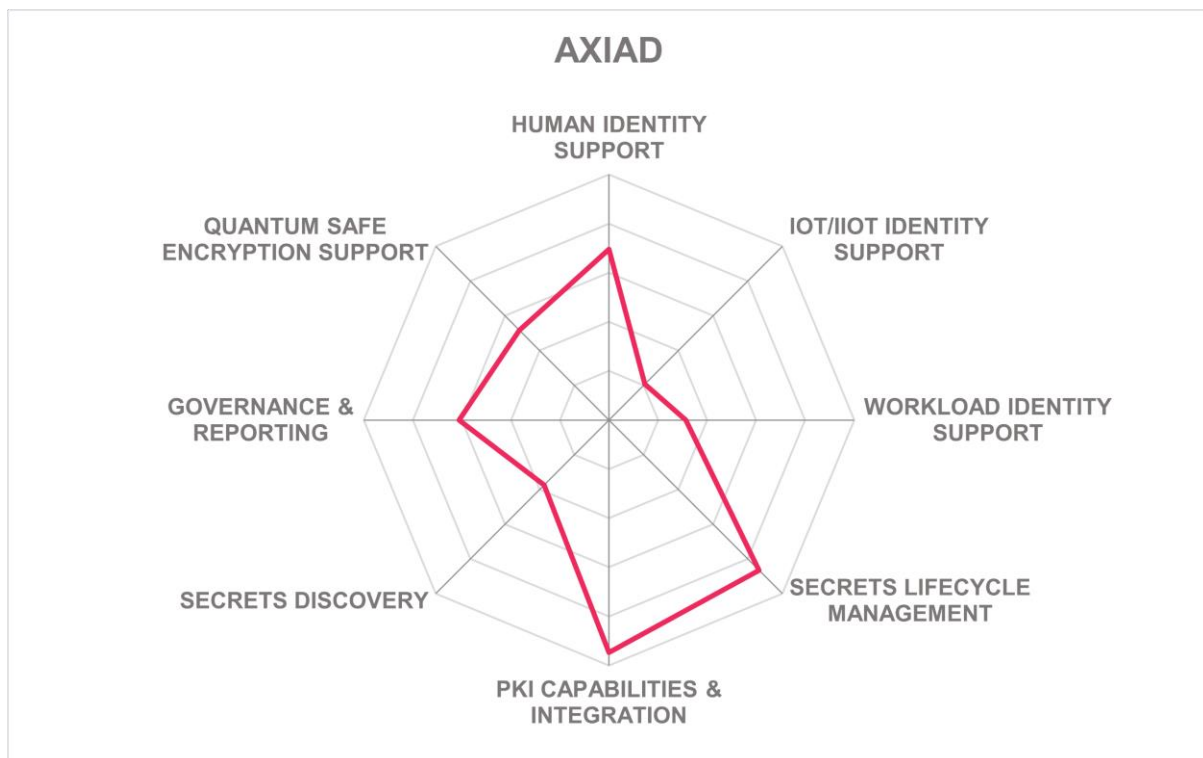 AXIAD
HUMAN IDENTITY
SUPPORT
IOT/IIOT IDENTITY
SUPPORT
WORKLOAD IDENTITY
SUPPORT
SECRETS LIFECYCLE
MANAGEMENT
PKI CAPABILITIES &
INTEGRATION
SECRETS DISCOVERY
GOVERNANCE &
REPORTING
QUANTUM SAFE
ENCRYPTION SUPPORT